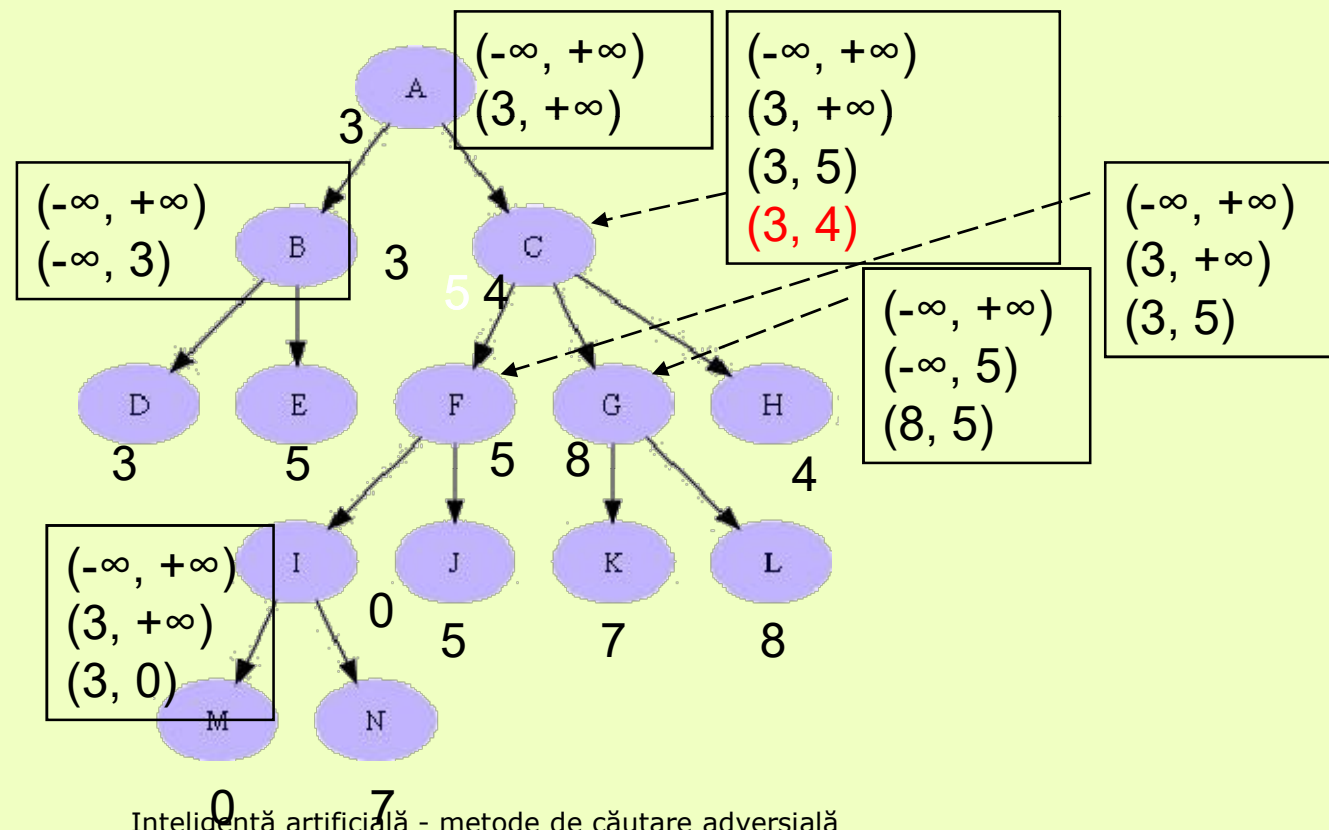 (-∞, +∞)
(3, +∞)
(-∞, +∞)
(3, +∞)
(3, 5)
(3, 4)
A
3
(-∞, +∞)
(-∞, 3)
(-∞, +∞)
(3, +∞)
(3, 5)
B
3
C
5 4
(-∞, +∞)
(-∞, 5)
(8, 5)
D
E
F
G
H
3
5
5
8
4
(-∞, +∞)
(3, +∞)
(3, 0)
I
J
K
L
0
5
7
8
M
N
0
7
Inteligenţă artificială - metode de căutare adversială